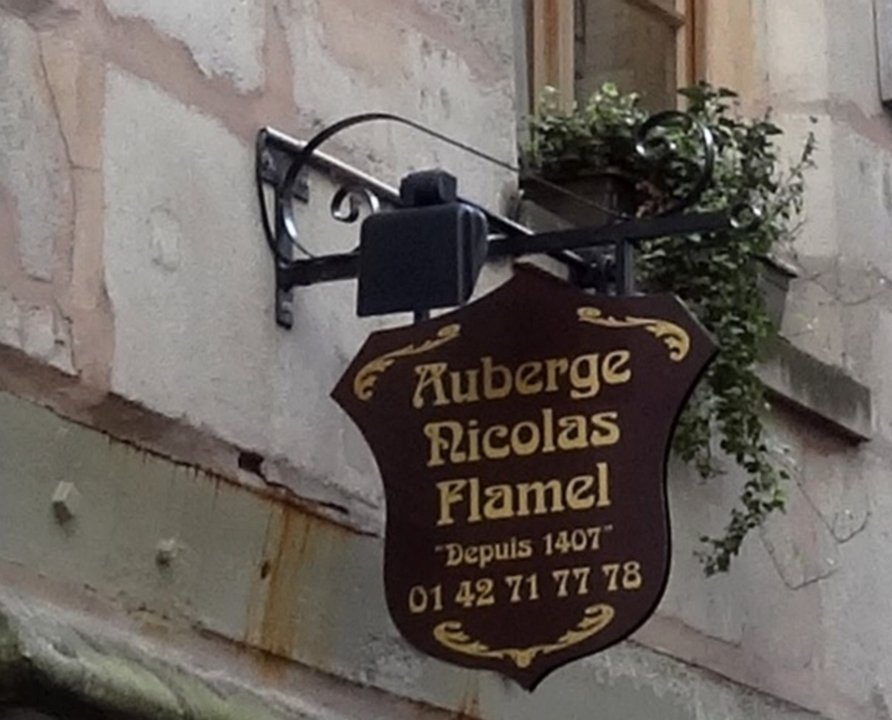 Auberge
Nicolas
Flamel
"Depuis 1407"
01 42 71 77 78